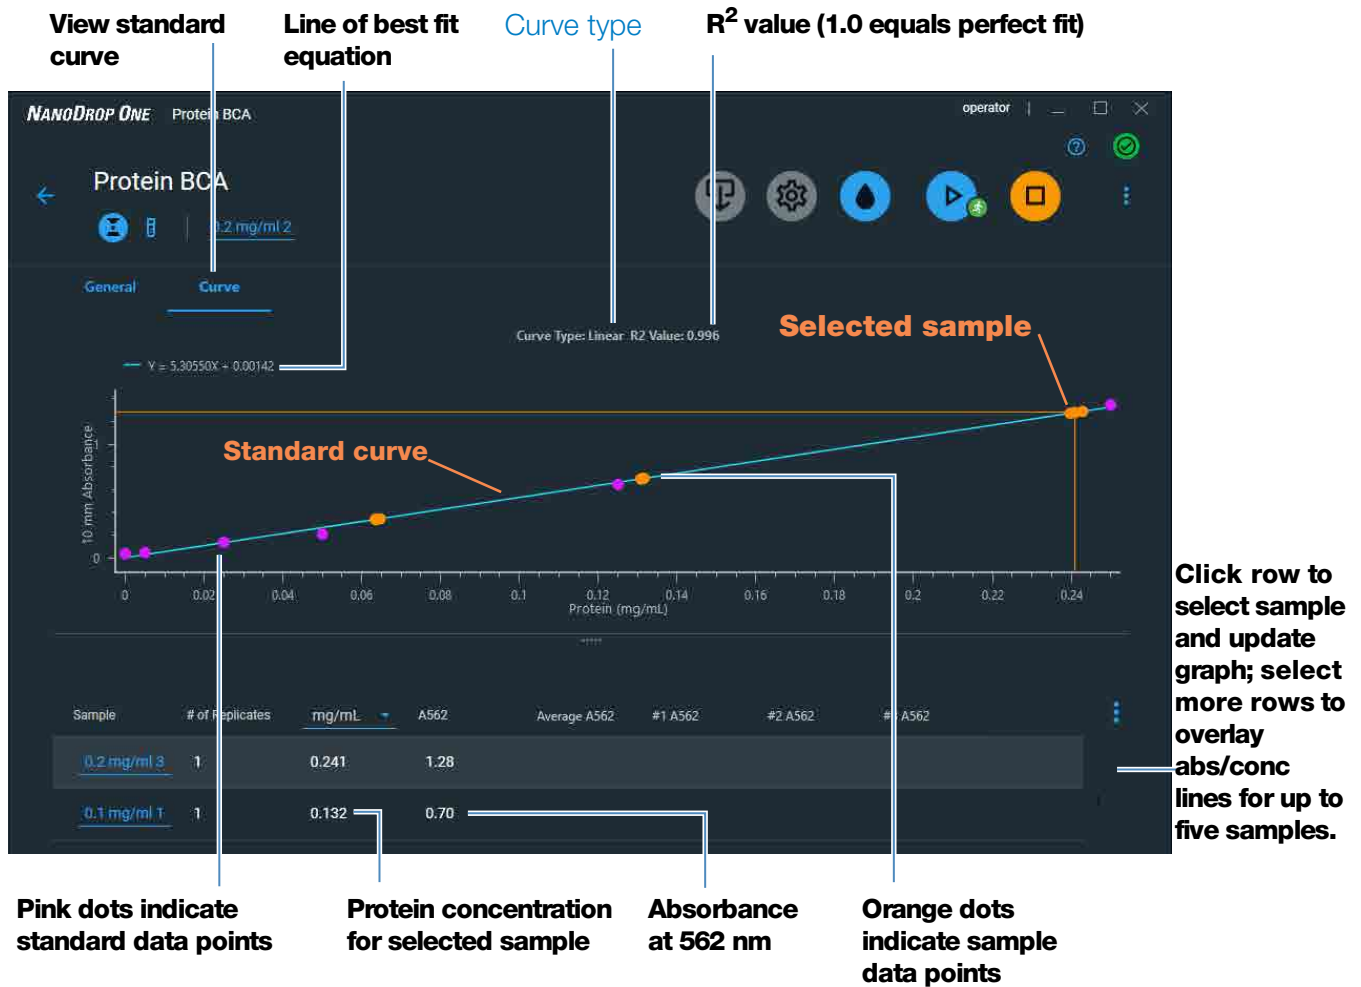 View standard
curve
Line of best fit
equation
Curve type
R² value (1.0 equals perfect fit)
NanoDrop One
Protein BCA
operator
Protein BCA
0.2 mg/ml 2
General
Curve
Curve Type: Linear R2 Value: 0.996
Selected sample
Y = 5.30550X + 0.00142
Standard curve
10 mm Absorbance
1
0
0
0.02
0.04
0.06
0.08
0.1
0.12
0.14
0.16
0.18
0.2
0.22
0.24
Protein (mg/mL)
Click row to
select sample
and update
graph; select
more rows to
overlay
abs/conc
lines for up to
five samples.
Sample
# of Replicates
mg/mL
A562
Average A562
#1 A562
#2 A562
#3 A562
0.2 mg/ml 3
1
0.241
1.28
0.1 mg/ml 1
1
0.132
0.70
Pink dots indicate
standard data points
Protein concentration
for selected sample
Absorbance
at 562 nm
Orange dots
indicate sample
data points